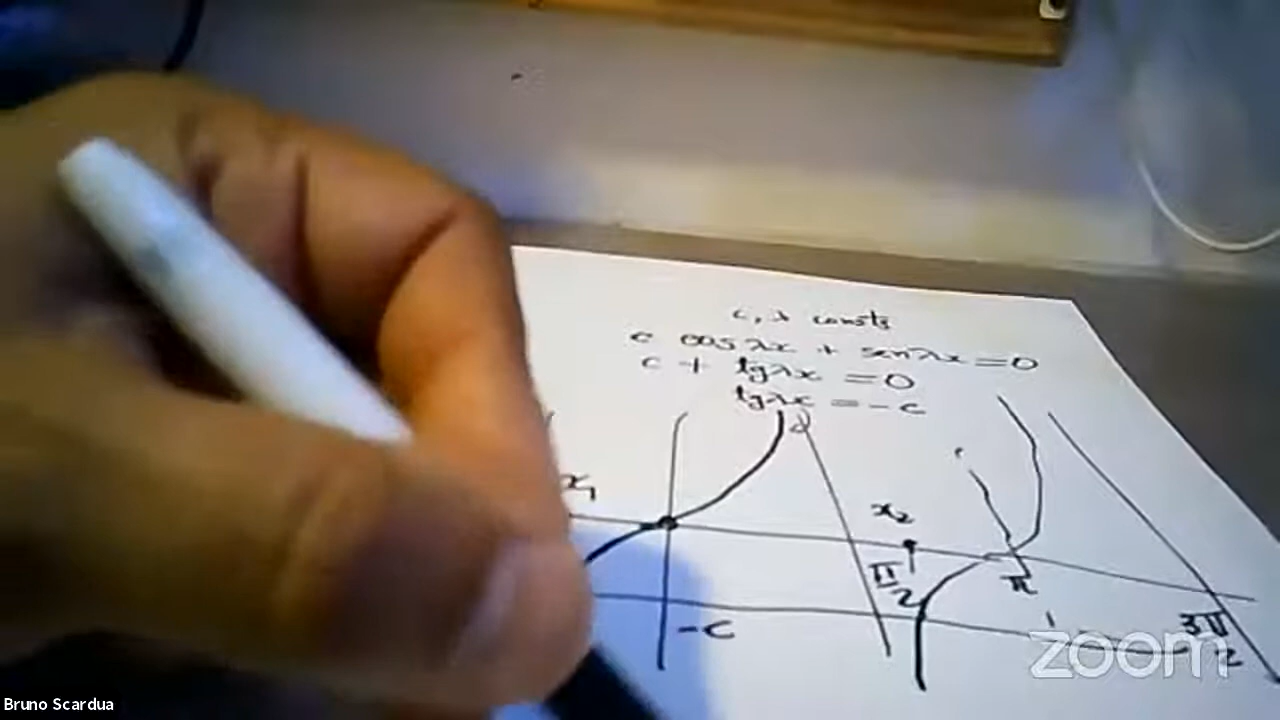 c, λ consts
c cos λx + sen λx = 0
c + tg λx = 0
tg λx = -c
x₁
x₂
π/2
π
3π/2
-c
zoom
Bruno Scardua